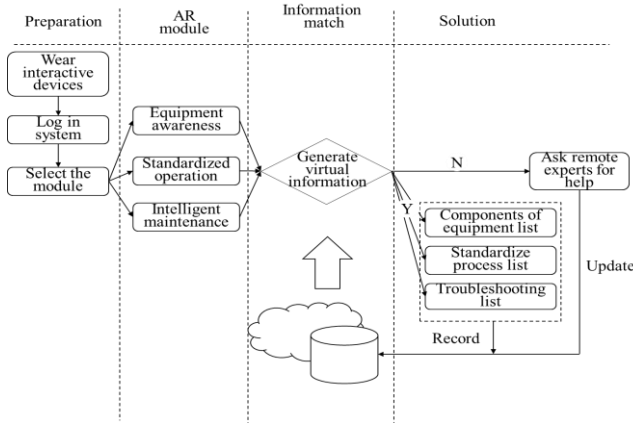 Preparation
AR
module
Information
match
Solution
Wear
interactive
devices
Log in
system
Select the
module
Equipment
awareness
Standardized
operation
Intelligent
maintenance
Generate
virtual
information
N
Y
Ask remote
experts for
help
Components of
equipment list
Standardize
process list
Troubleshooting
list
Update
Record